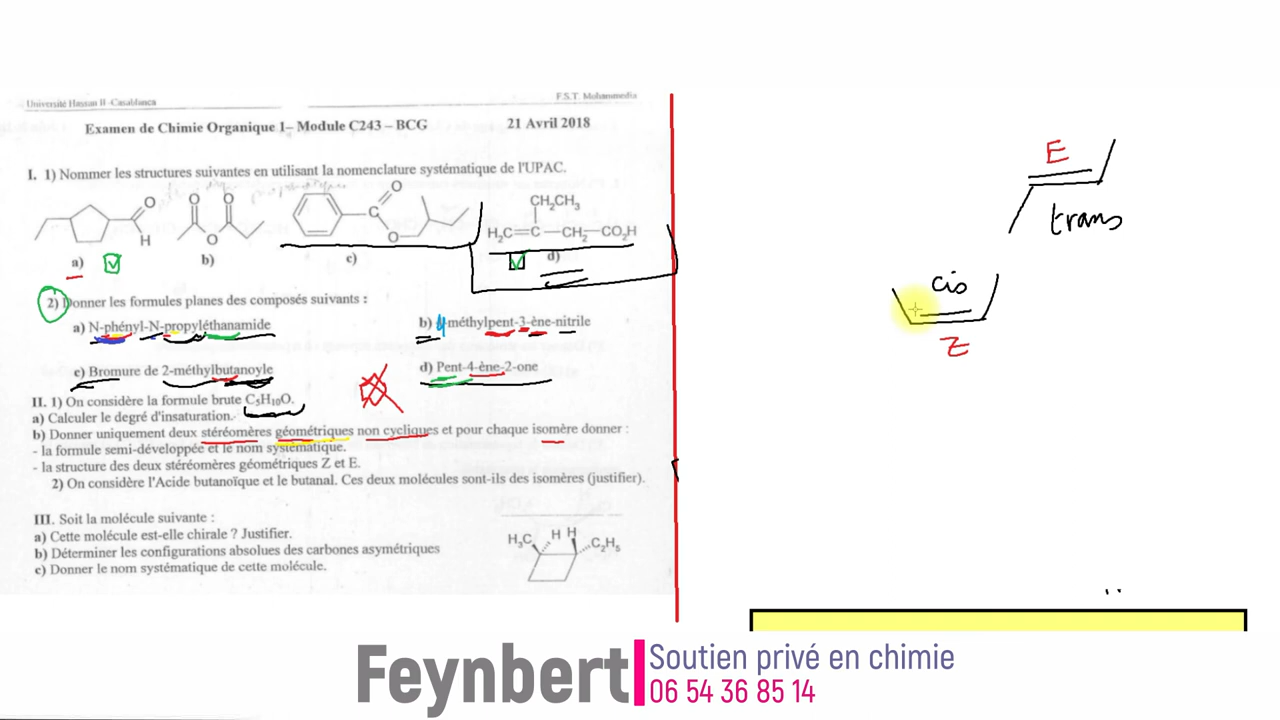 Université Hassan II -Casablanca
F.S.T. Mohammedia
Examen de Chimie Organique 1– Module C243 – BCG
21 Avril 2018
I. 1) Nommer les structures suivantes en utilisant la nomenclature systématique de l'UPAC.
O
H
a)
O O
O
b)
O
C
O
c)
CH₂CH₃
H₂C=C—CH₂—CO₂H
d)
2) Donner les formules planes des composés suivants :
a) N-phényl-N-propyléthanamide
b) 4-méthylpent-3-ène-nitrile
c) Bromure de 2-méthylbutanoyle
d) Pent-4-ène-2-one
II. 1) On considère la formule brute C₅H₁₀O.
a) Calculer le degré d'insaturation.
b) Donner uniquement deux stéréomères géométriques non cycliques et pour chaque isomère donner :
- la formule semi-développée et le nom systématique.
- la structure des deux stéréomères géométriques Z et E.
2) On considère l'Acide butanoïque et le butanal. Ces deux molécules sont-ils des isomères (justifier).
III. Soit la molécule suivante :
a) Cette molécule est-elle chirale ? Justifier.
b) Déterminer les configurations absolues des carbones asymétriques
c) Donner le nom systématique de cette molécule.
H₃C H H C₂H₅
E
trans
cis
Z
Feynbert
Soutien privé en chimie
06 54 36 85 14